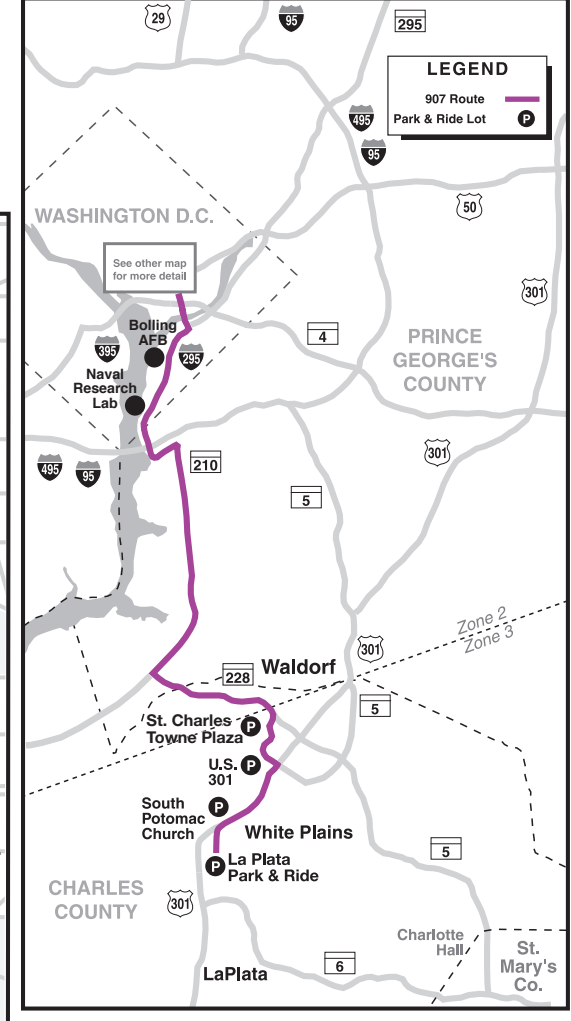 29
95
295
LEGEND
907 Route
Park & Ride Lot
P
495
95
50
WASHINGTON D.C.
See other map
for more detail
301
Bolling
AFB
395
295
4
PRINCE
GEORGE'S
COUNTY
Naval
Research
Lab
301
495
95
210
5
Zone 2
Zone 3
301
Waldorf
228
5
St. Charles
Towne Plaza
P
U.S.
301
P
South
Potomac
Church
P
White Plains
5
P
La Plata
Park & Ride
CHARLES
COUNTY
301
Charlotte
Hall
St.
Mary's
Co.
6
LaPlata